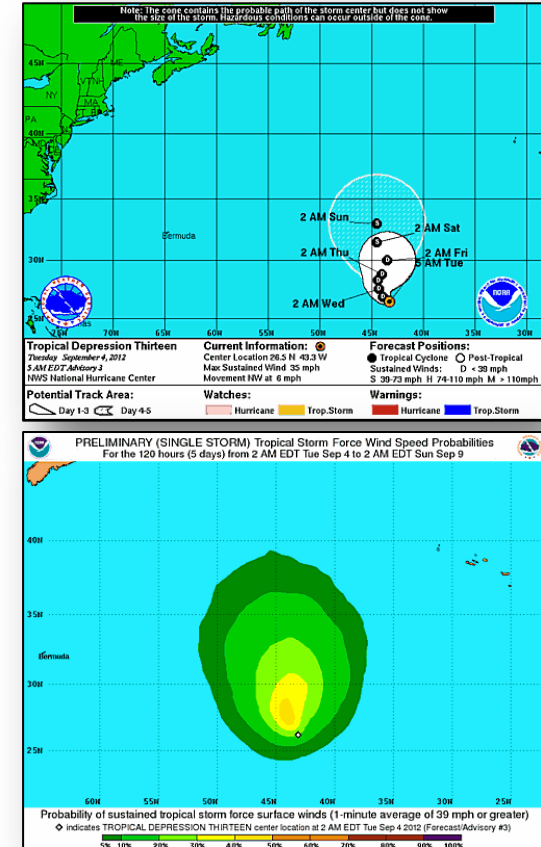 Note: The cone contains the probable path of the storm center but does not show
the size of the storm. Hazardous conditions can occur outside of the cone.
45N
ME
VT NH
NY
MA
CT
PA
40N
MD
35N
2 AM Sun
2 AM Sat
Bermuda
2 AM Thu
2 AM Fri
30N
5 AM Tue
2 AM Wed
25N
75W 70W 65W 60W 55W 50W 45W 40W 35W
NOAA
Tropical Depression Thirteen
Tuesday September 4, 2012
5 AM EDT Advisory 3
NWS National Hurricane Center
Current Information:
Center Location 26.5 N 43.3 W
Max Sustained Wind 35 mph
Movement NW at 6 mph
Forecast Positions:
Tropical Cyclone Post-Tropical
Sustained Winds: D < 39 mph
S 39-73 mph H 74-110 mph M > 110mph
Potential Track Area:
Day 1-3 Day 4-5
Watches:
Hurricane Trop.Storm
Warnings:
Hurricane Trop.Storm
PRELIMINARY (SINGLE STORM) Tropical Storm Force Wind Speed Probabilities
For the 120 hours (5 days) from 2 AM EDT Tue Sep 4 to 2 AM EDT Sun Sep 9
40N
35N
Bermuda
30N
25N
60W 55W 50W 45W 40W 35W 30W 25W
Probability of sustained tropical storm force surface winds (1-minute average of 39 mph or greater)
indicates TROPICAL DEPRESSION THIRTEEN center location at 2 AM EDT Tue Sep 4 2012 (Forecast/Advisory #3)
5% 10% 20% 30% 40% 50% 60% 70% 80% 90% 100%